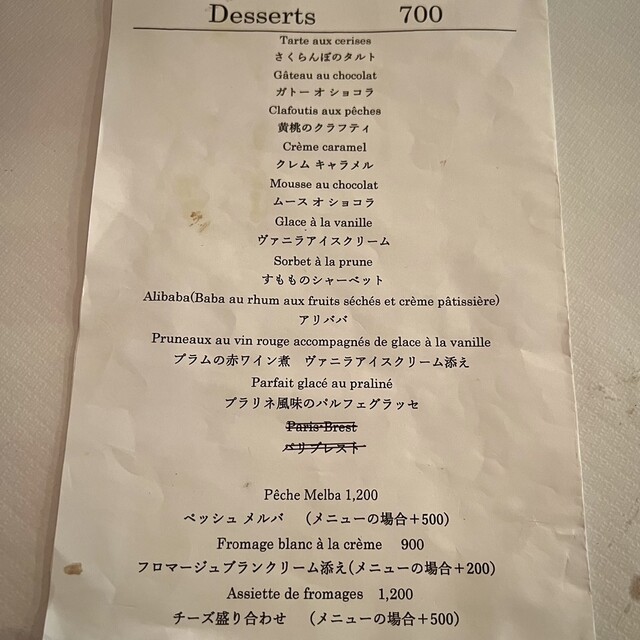 Desserts 700
Tarte aux cerises
さくらんぼのタルト
Gâteau au chocolat
ガトー オ ショコラ
Clafoutis aux pêches
黄桃のクラフティ
Crème caramel
クレム キャラメル
Mousse au chocolat
ムース オ ショコラ
Glace à la vanille
ヴァニラアイスクリーム
Sorbet à la prune
すもものシャーベット
Alibaba(Baba au rhum aux fruits séchés et crème pâtissière)
アリババ
Pruneaux au vin rouge accompagnés de glace à la vanille
プラムの赤ワイン煮 ヴァニラアイスクリーム添え
Parfait glacé au praliné
プラリネ風味のパルフェグラッセ
Paris-Brest
パリブレスト
Pêche Melba 1,200
ペッシュ メルバ (メニューの場合+500)
Fromage blanc à la crème 900
フロマージュブランクリーム添え(メニューの場合+200)
Assiette de fromages 1,200
チーズ盛り合わせ (メニューの場合+500)